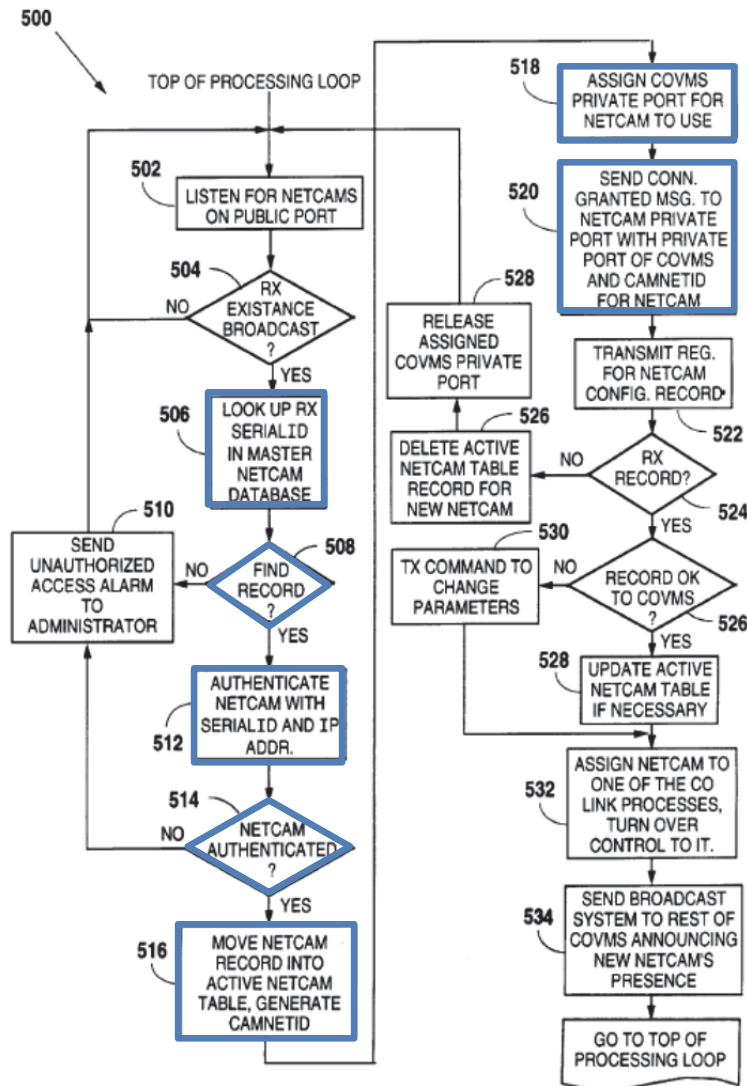 500
TOP OF PROCESSING LOOP
502
LISTEN FOR NETCAMS
ON PUBLIC PORT
504
RX
EXISTANCE
BROADCAST
?
NO
YES
506
LOOK UP RX
SERIALID
IN MASTER
NETCAM
DATABASE
508
FIND
RECORD
?
NO
YES
510
SEND
UNAUTHORIZED
ACCESS ALARM
TO
ADMINISTRATOR
512
AUTHENTICATE
NETCAM WITH
SERIALID AND IP
ADDR.
514
NETCAM
AUTHENTICATED
?
NO
YES
516
MOVE NETCAM
RECORD INTO
ACTIVE NETCAM
TABLE, GENERATE
CAMNETID
518
ASSIGN COVMS
PRIVATE PORT FOR
NETCAM TO USE
520
SEND CONN.
GRANTED MSG. TO
NETCAM PRIVATE
PORT WITH PRIVATE
PORT OF COVMS
AND CAMNETID
FOR NETCAM
TRANSMIT REG.
FOR NETCAM
CONFIG. RECORD
522
RX
RECORD?
524
NO
YES
526
DELETE ACTIVE
NETCAM TABLE
RECORD FOR
NEW NETCAM
528
RELEASE
ASSIGNED
COVMS PRIVATE
PORT
RECORD OK
TO COVMS
?
526
NO
YES
530
TX COMMAND TO
CHANGE
PARAMETERS
528
UPDATE ACTIVE
NETCAM TABLE
IF NECESSARY
532
ASSIGN NETCAM TO
ONE OF THE CO
LINK PROCESSES,
TURN OVER
CONTROL TO IT.
534
SEND BROADCAST
SYSTEM TO REST OF
COVMS ANNOUNCING
NEW NETCAM'S
PRESENCE
GO TO TOP OF
PROCESSING LOOP